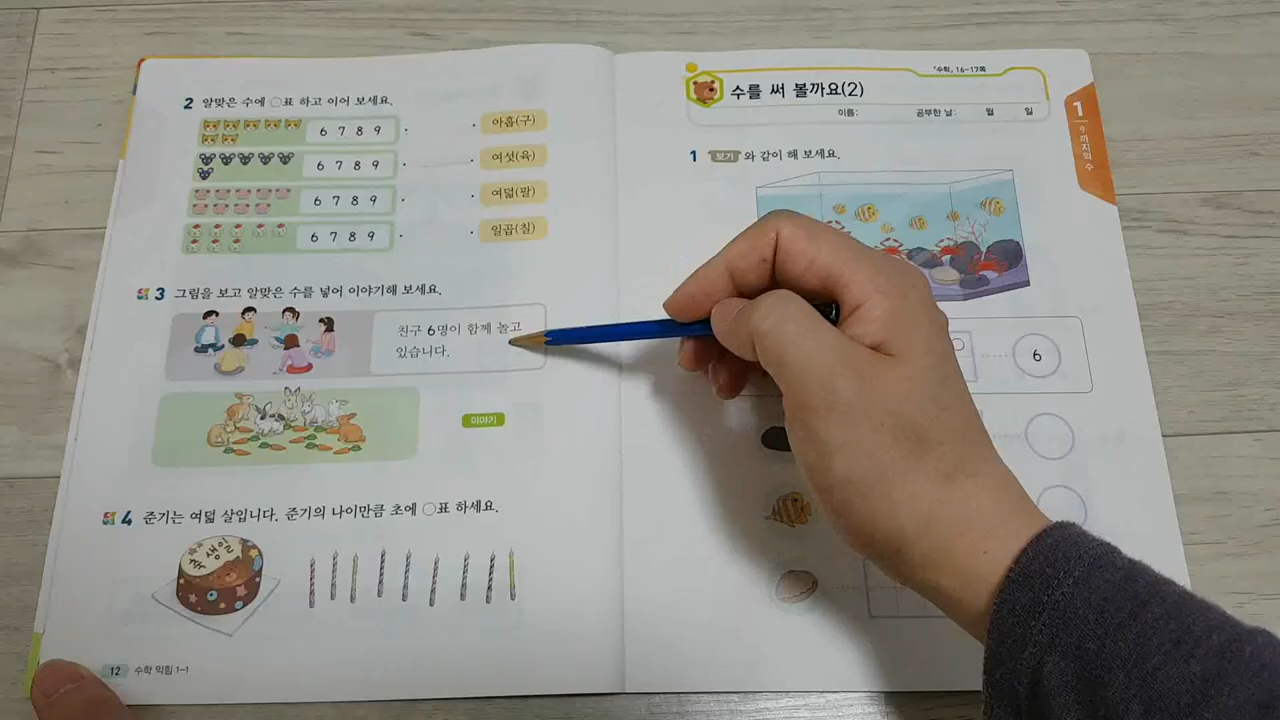 2 알맞은 수에 ○표 하고 이어 보세요.
6 7 8 9 · · 아홉(구)
6 7 8 9 · · 여섯(육)
6 7 8 9 · · 여덟(팔)
6 7 8 9 · · 일곱(칠)
3 그림을 보고 알맞은 수를 넣어 이야기해 보세요.
친구 6명이 함께 놀고
있습니다.
이야기
4 준기는 여덟 살입니다. 준기의 나이만큼 초에 ○표 하세요.
축 생일
12 수학 익힘 1-1
「수학」 16~17쪽
수를 써 볼까요(2)
이름: 공부한 날: 월 일
1 보기 와 같이 해 보세요.
6
1
9까지의 수